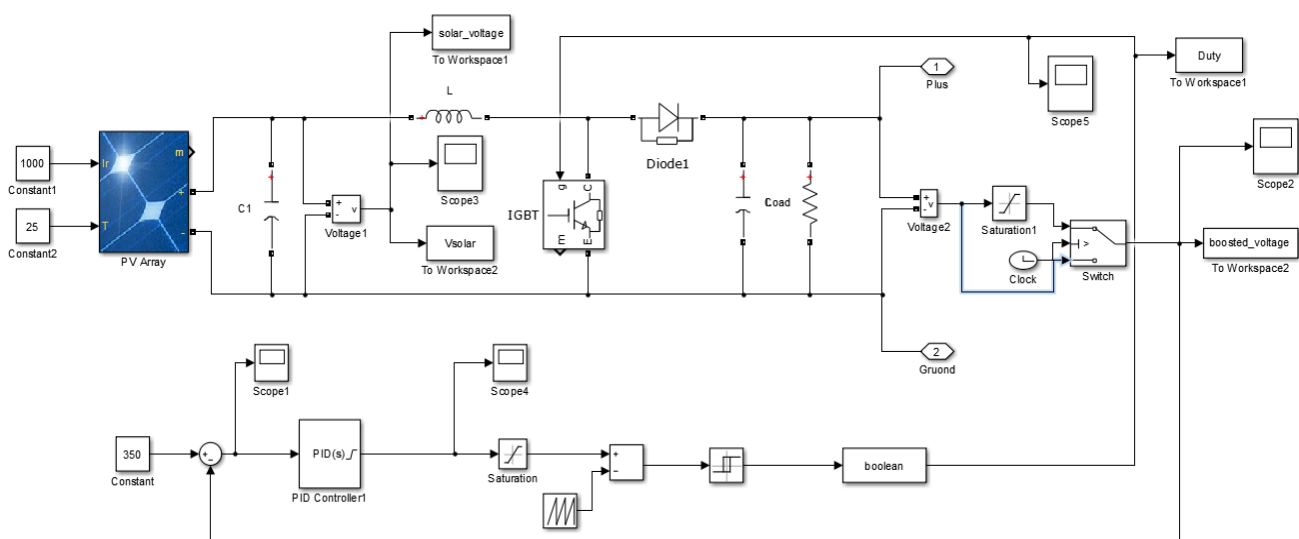 solar_voltage
To Workspace1
Duty
To Workspace1
1
Plus
L
Scope5
Scope2
1000
Constant1
25
Constant2
Ir
m
+
T
-
PV Array
C1
+
-
v
Voltage1
Scope3
Vsolar
To Workspace2
IGBT
g
C
m
E
Diode1
Coad
+
-
v
Voltage2
Saturation1
Clock
>
Switch
boosted_voltage
To Workspace2
2
Gruond
Scope1
Scope4
350
Constant
PID(s)
PID Controller1
Saturation
+
-
boolean